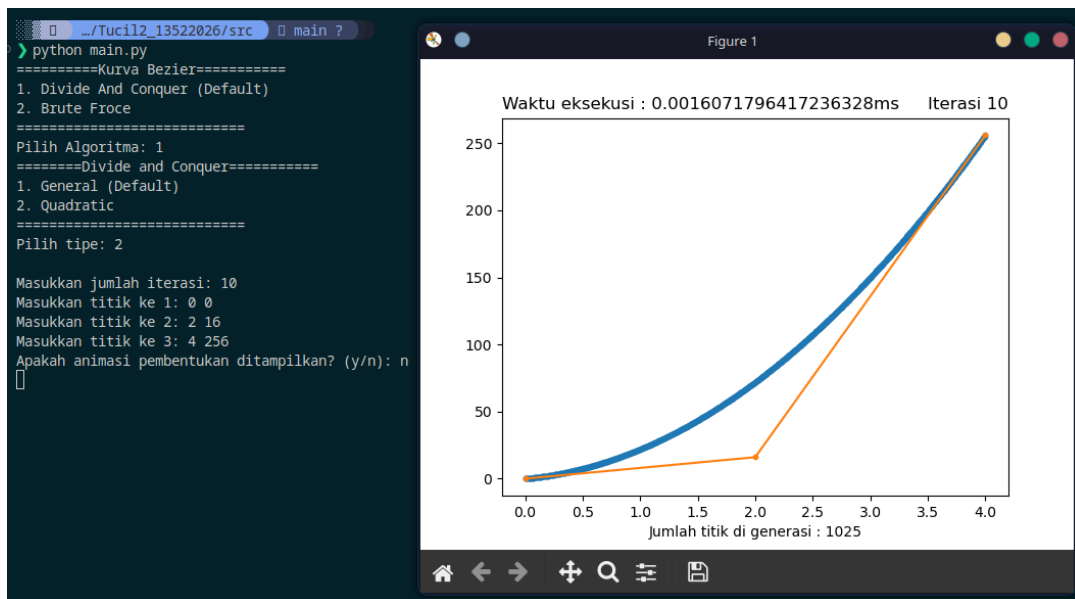 …/Tucil2_13522026/src main ?
❯ python main.py
==========Kurva Bezier===========
1. Divide And Conquer (Default)
2. Brute Froce
============================
Pilih Algoritma: 1
========Divide and Conquer===========
1. General (Default)
2. Quadratic
============================
Pilih tipe: 2
Masukkan jumlah iterasi: 10
Masukkan titik ke 1: 0 0
Masukkan titik ke 2: 2 16
Masukkan titik ke 3: 4 256
Apakah animasi pembentukan ditampilkan? (y/n): n
Figure 1
Waktu eksekusi : 0.0016071796417236328ms Iterasi 10
250
200
150
100
50
0
0.0 0.5 1.0 1.5 2.0 2.5 3.0 3.5 4.0
Jumlah titik di generasi : 1025